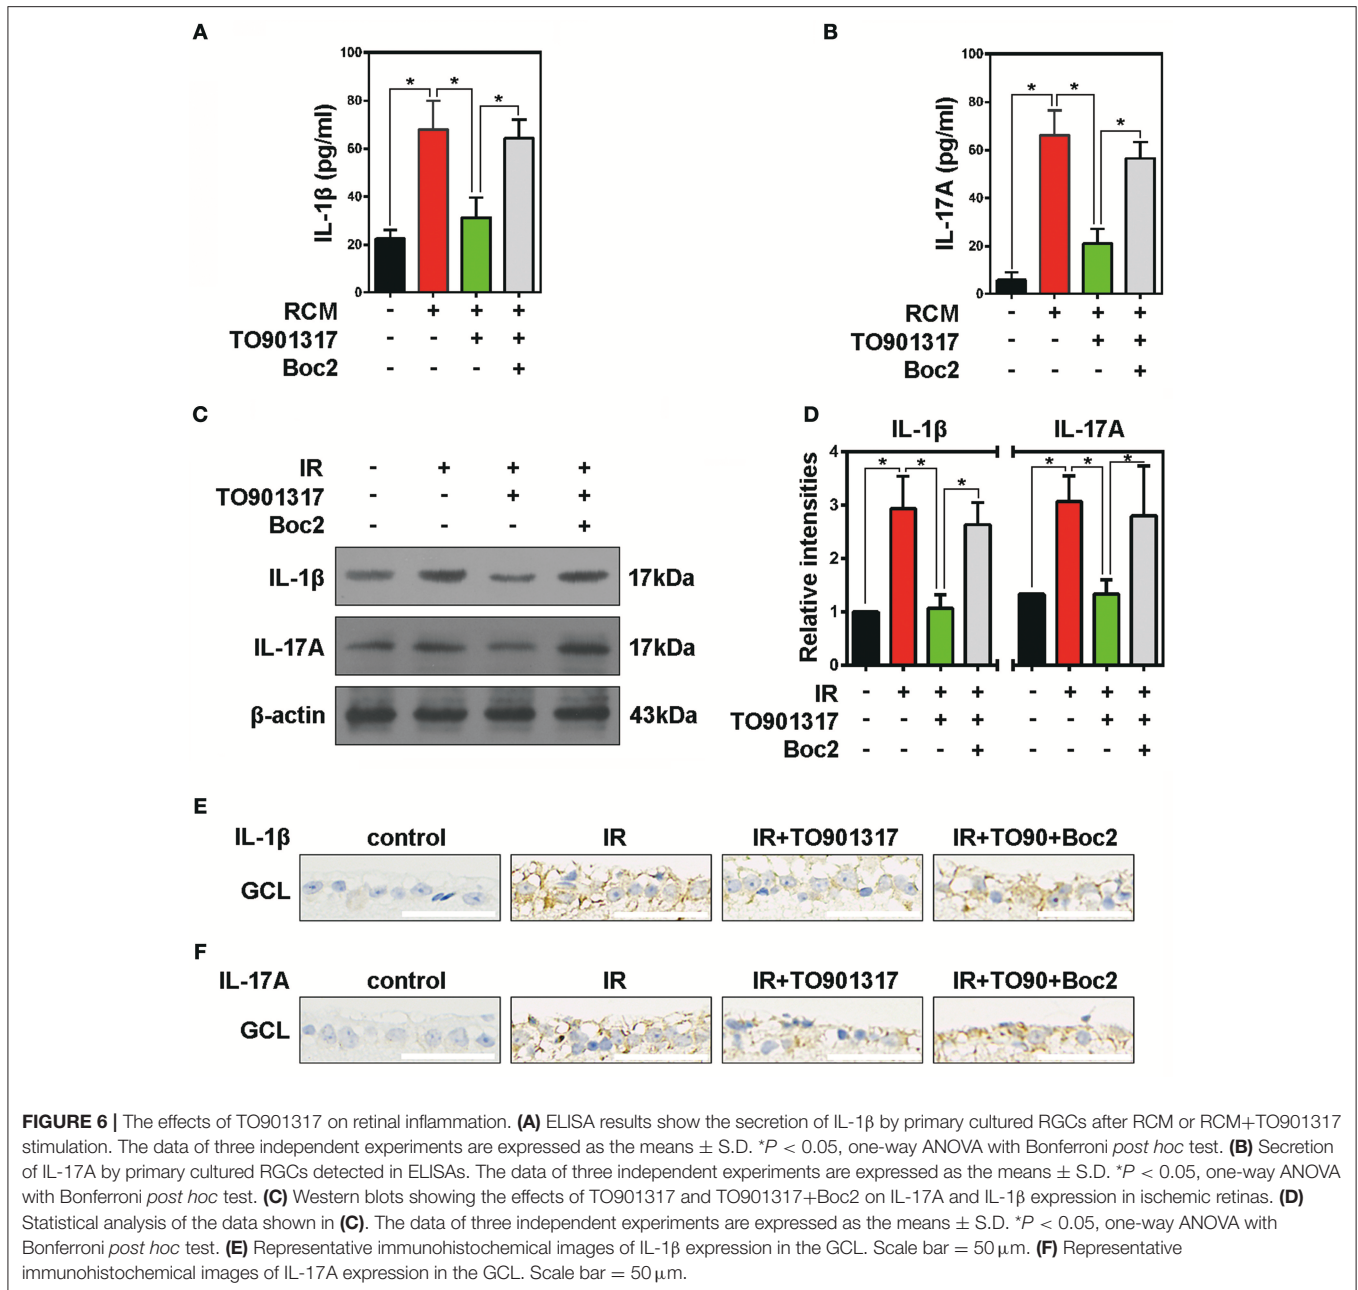 A
100
80
60
40
20
0
IL-1β (pg/ml)
* * *
RCM - + + +
TO901317 - - + +
Boc2 - - - +
B
100
80
60
40
20
0
IL-17A (pg/ml)
* * *
RCM - + + +
TO901317 - - + +
Boc2 - - - +
C
IR - + + +
TO901317 - - + +
Boc2 - - - +
IL-1β 17kDa
IL-17A 17kDa
β-actin 43kDa
D
IL-1β IL-17A
4
3
2
1
0
Relative intensities
* * * * * *
IR - + + + - + + +
TO901317 - - + + - - + +
Boc2 - - - + - - - +
E
IL-1β control IR IR+TO901317 IR+TO90+Boc2
GCL
F
IL-17A control IR IR+TO901317 IR+TO90+Boc2
GCL
FIGURE 6 | The effects of TO901317 on retinal inflammation. (A) ELISA results show the secretion of IL-1β by primary cultured RGCs after RCM or RCM+TO901317
stimulation. The data of three independent experiments are expressed as the means ± S.D. *P < 0.05, one-way ANOVA with Bonferroni post hoc test. (B) Secretion
of IL-17A by primary cultured RGCs detected in ELISAs. The data of three independent experiments are expressed as the means ± S.D. *P < 0.05, one-way ANOVA
with Bonferroni post hoc test. (C) Western blots showing the effects of TO901317 and TO901317+Boc2 on IL-17A and IL-1β expression in ischemic retinas. (D)
Statistical analysis of the data shown in (C). The data of three independent experiments are expressed as the means ± S.D. *P < 0.05, one-way ANOVA with
Bonferroni post hoc test. (E) Representative immunohistochemical images of IL-1β expression in the GCL. Scale bar = 50 μm. (F) Representative
immunohistochemical images of IL-17A expression in the GCL. Scale bar = 50 μm.